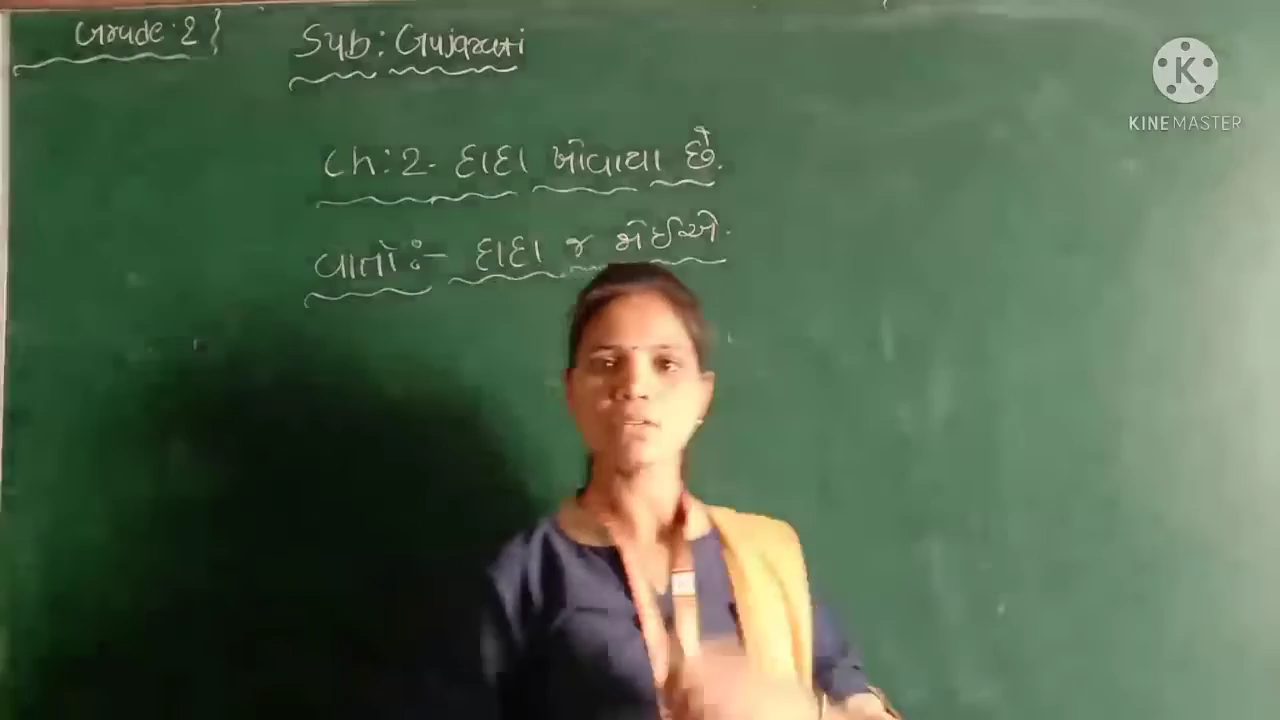 Grade:2}
Sub: Gujarati
Ch:2- દાદા ખોવાયા છે.
વાર્તા :- દાદા જ જોઈએ.
K
KINEMASTER